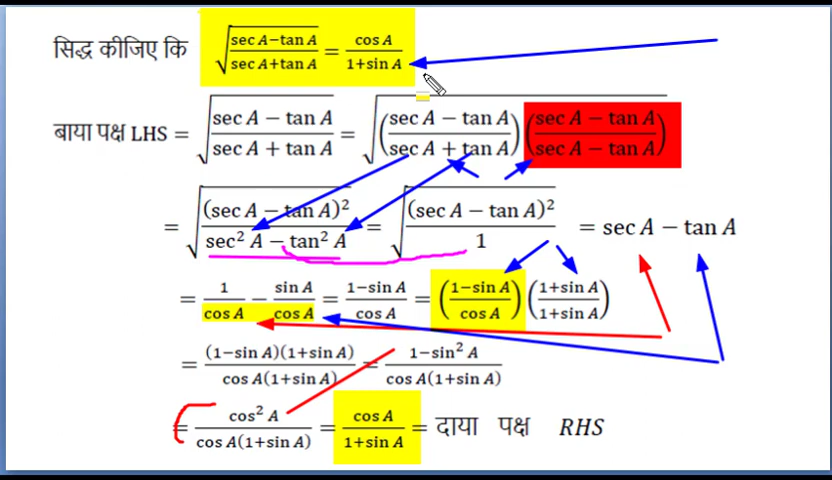 सिद्ध कीजिए कि √((sec A−tan A)/(sec A+tan A)) = cos A/(1+sin A)
बाया पक्ष LHS = √((sec A − tan A)/(sec A + tan A)) = √(((sec A − tan A)/(sec A + tan A))((sec A − tan A)/(sec A − tan A)))
= √((sec A − tan A)²/(sec² A − tan² A)) = √((sec A − tan A)²/1) = sec A − tan A
= 1/cos A − sin A/cos A = (1−sin A)/cos A = ((1−sin A)/cos A)((1+sin A)/(1+sin A))
= (1−sin A)(1+sin A)/(cos A(1+sin A)) = (1−sin² A)/(cos A(1+sin A))
= cos² A/(cos A(1+sin A)) = cos A/(1+sin A) = दाया पक्ष RHS